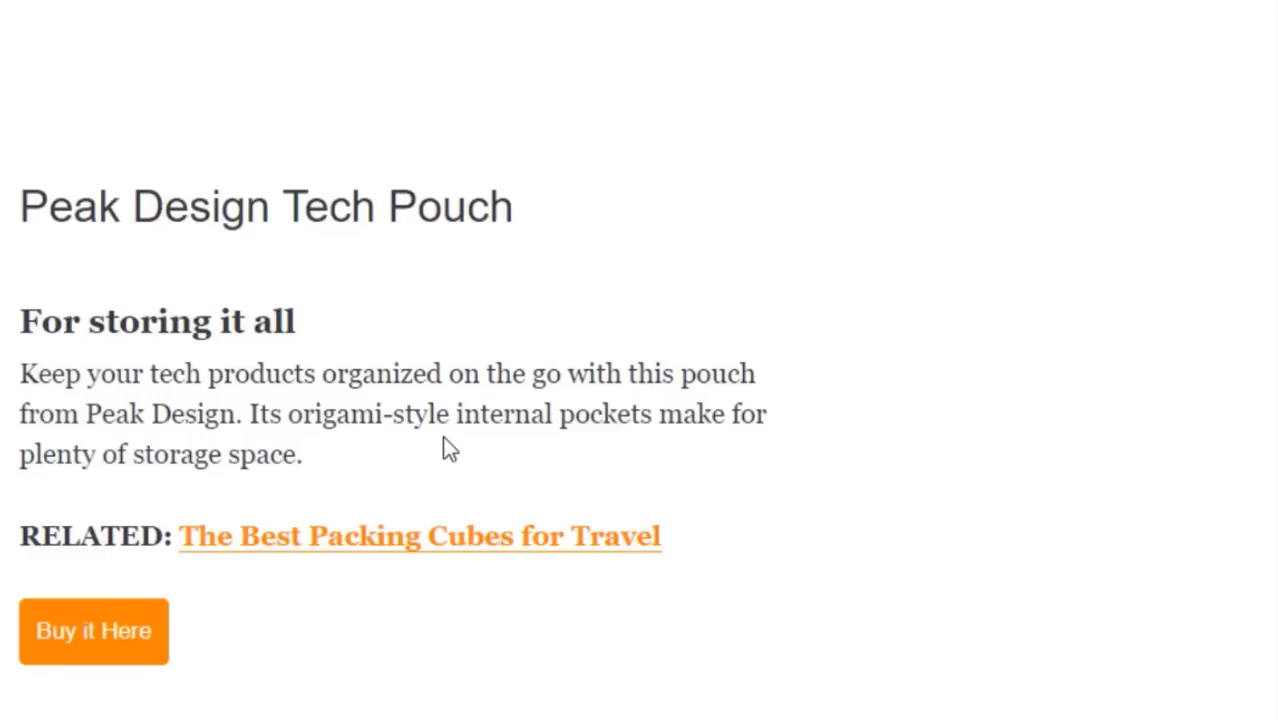 Peak Design Tech Pouch
For storing it all
Keep your tech products organized on the go with this pouch
from Peak Design. Its origami-style internal pockets make for
plenty of storage space.
RELATED: The Best Packing Cubes for Travel
Buy it Here